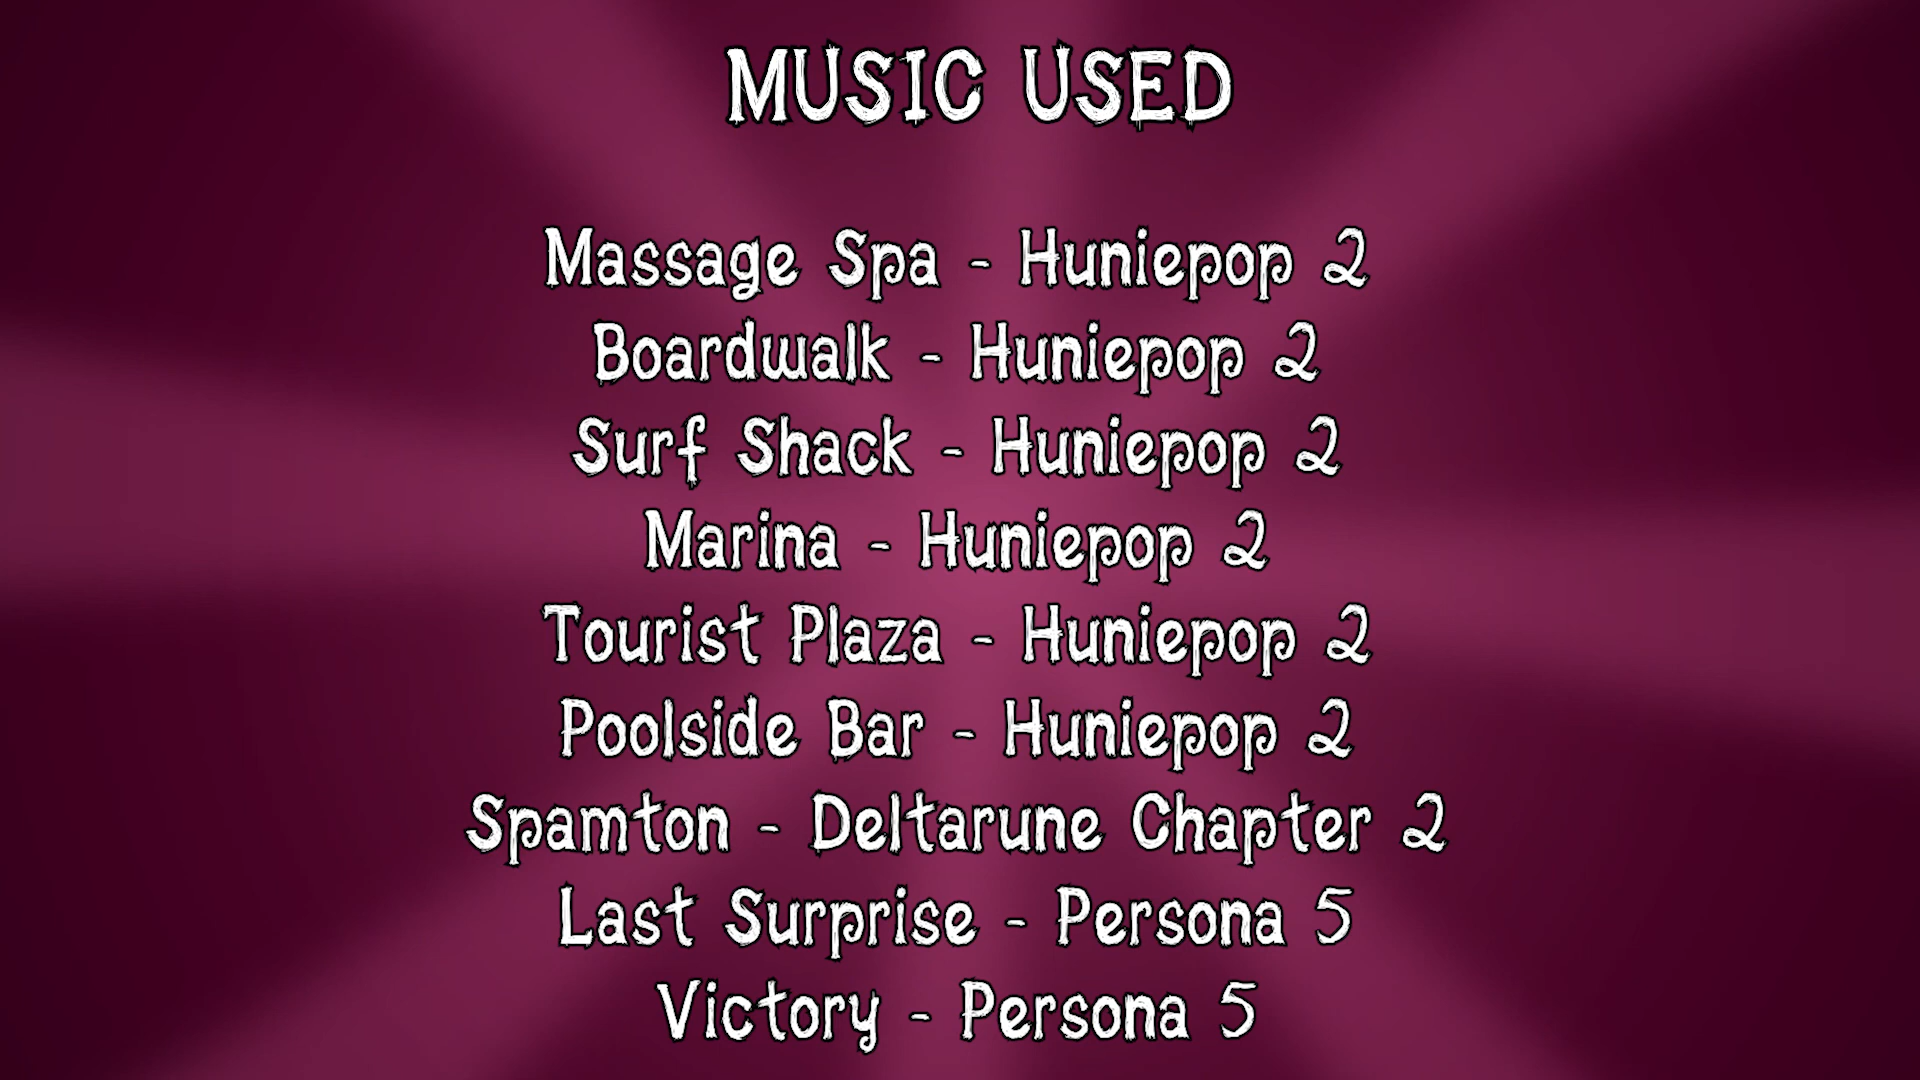 MUSIC USED
Massage Spa - Huniepop 2
Boardwalk - Huniepop 2
Surf Shack - Huniepop 2
Marina - Huniepop 2
Tourist Plaza - Huniepop 2
Poolside Bar - Huniepop 2
Spamton - Deltarune Chapter 2
Last Surprise - Persona 5
Victory - Persona 5